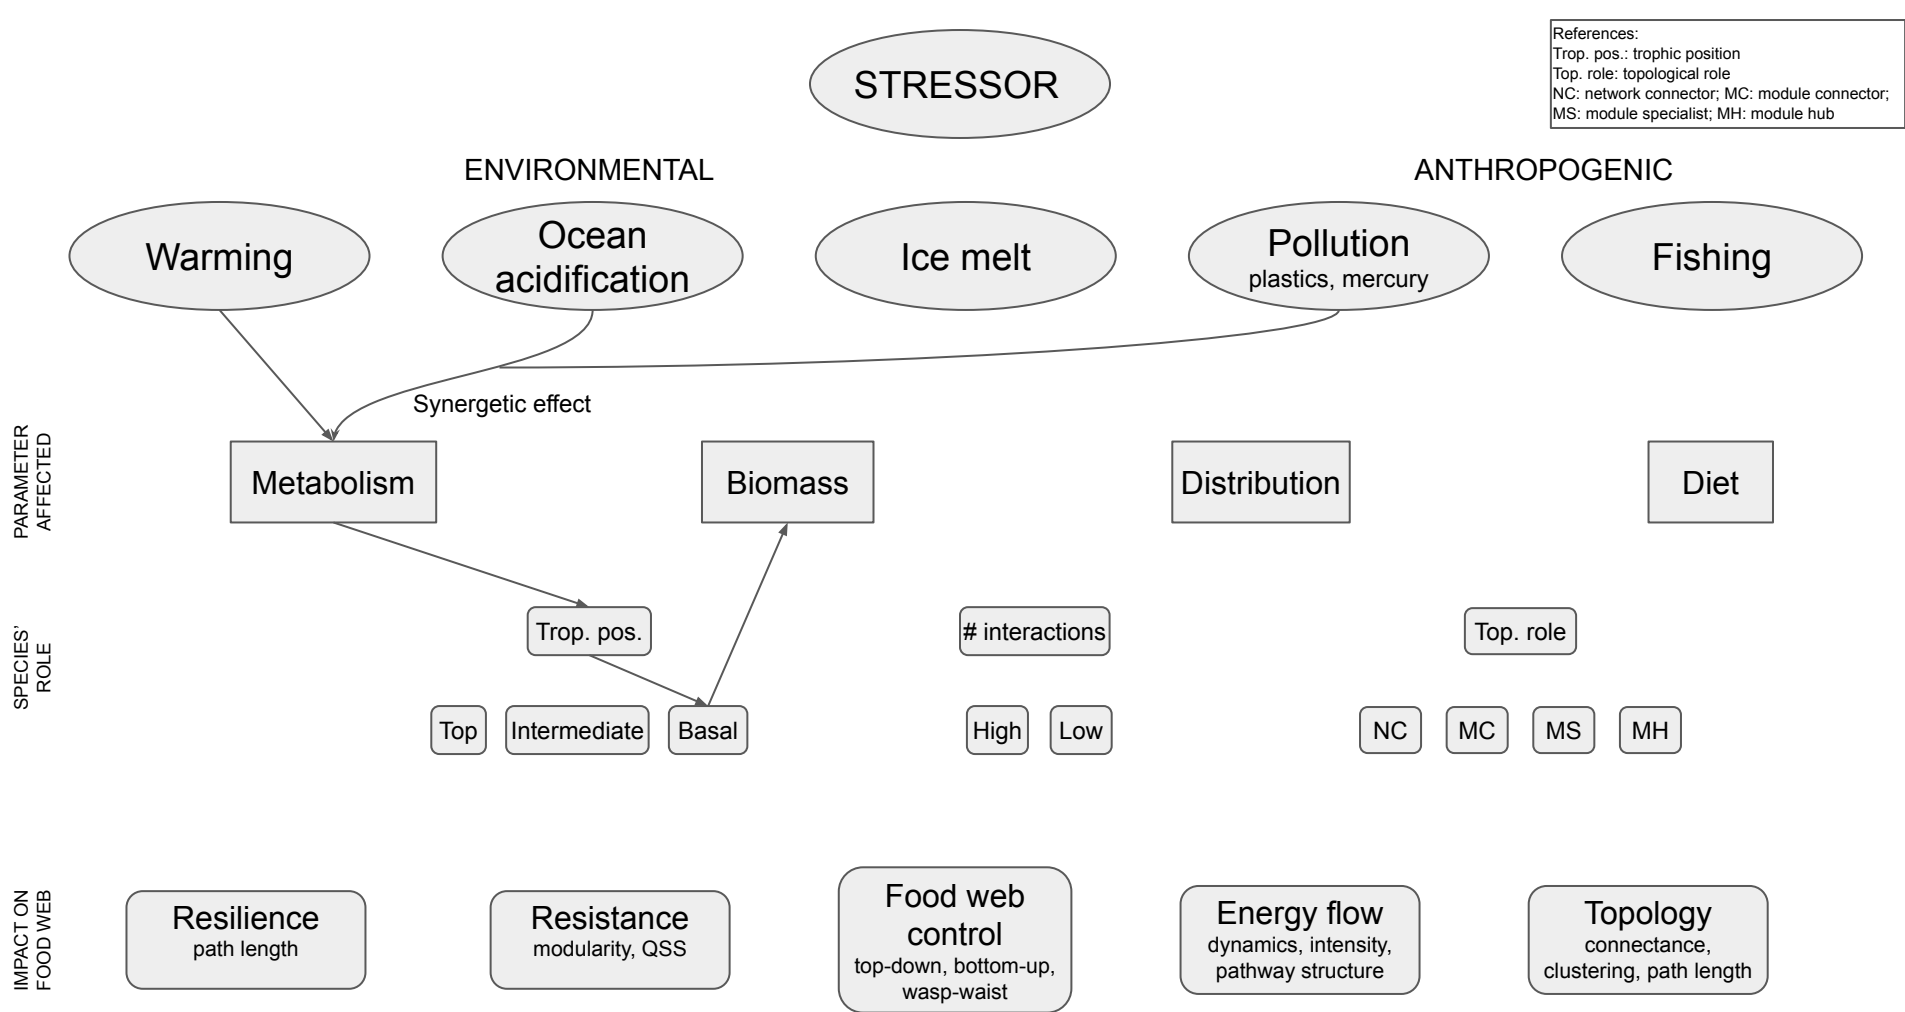 References:
Trop. pos.: trophic position
Top. role: topological role
NC: network connector; MC: module connector;
MS: module specialist; MH: module hub
STRESSOR
ENVIRONMENTAL
ANTHROPOGENIC
Warming
Ocean
acidification
Ice melt
Pollution
plastics, mercury
Fishing
Synergetic effect
PARAMETER
AFFECTED
Metabolism
Biomass
Distribution
Diet
SPECIES'
ROLE
Trop. pos.
# interactions
Top. role
Top
Intermediate
Basal
High
Low
NC
MC
MS
MH
IMPACT ON
FOOD WEB
Resilience
path length
Resistance
modularity, QSS
Food web
control
top-down, bottom-up,
wasp-waist
Energy flow
dynamics, intensity,
pathway structure
Topology
connectance,
clustering, path length